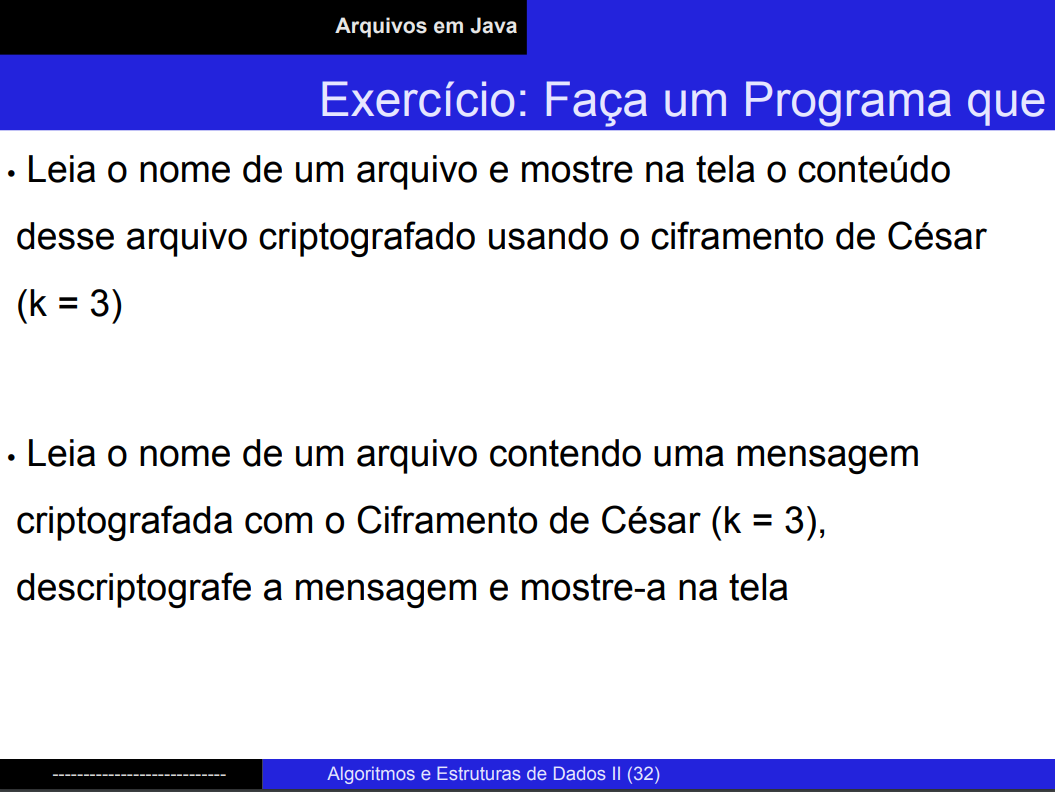 Arquivos em Java
Exercício: Faça um Programa que
• Leia o nome de um arquivo e mostre na tela o conteúdo
desse arquivo criptografado usando o ciframento de César
(k = 3)
• Leia o nome de um arquivo contendo uma mensagem
criptografada com o Ciframento de César (k = 3),
descriptografe a mensagem e mostre-a na tela
----------------------------
Algoritmos e Estruturas de Dados II (32)